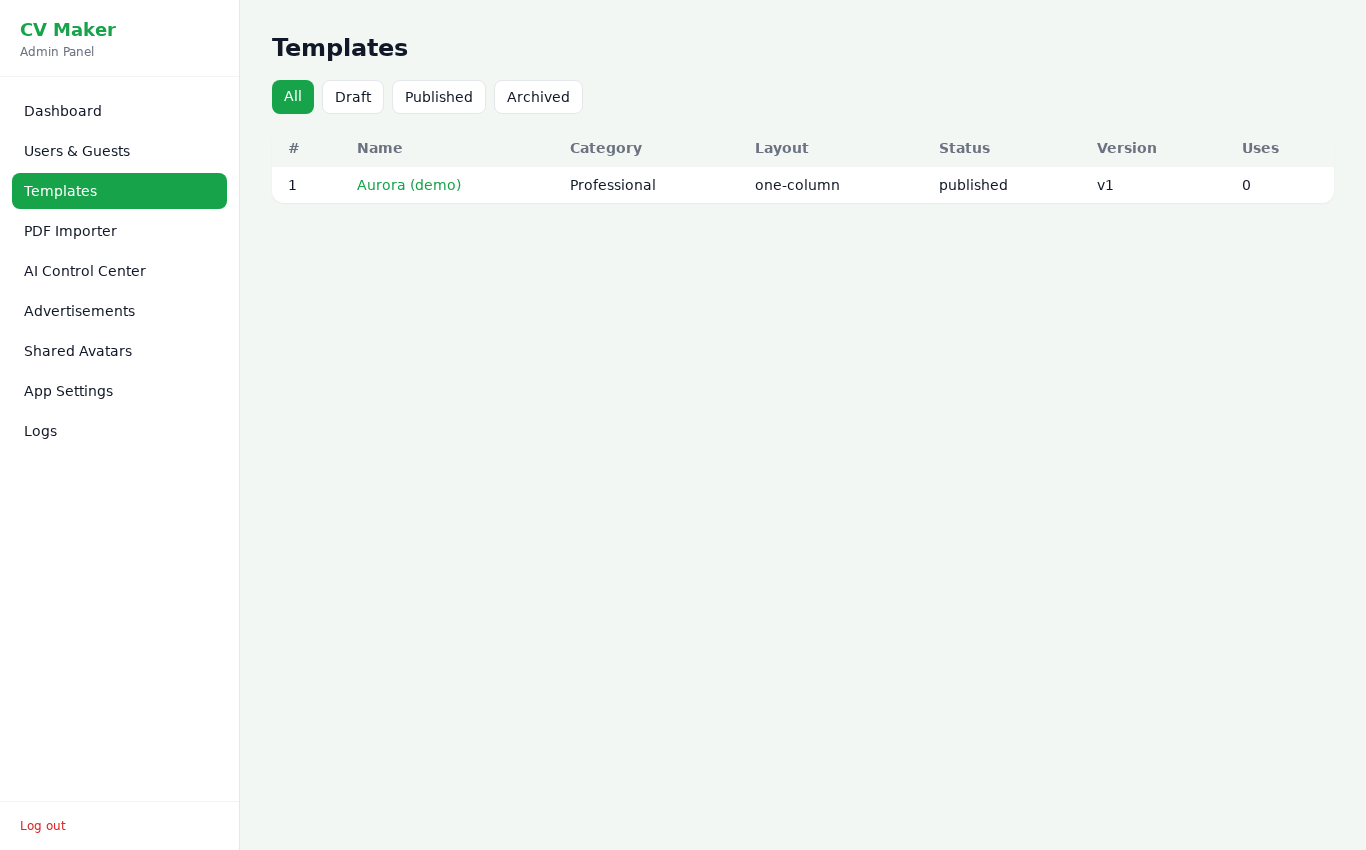 CV Maker
Admin Panel
Dashboard
Users & Guests
Templates
PDF Importer
AI Control Center
Advertisements
Shared Avatars
App Settings
Logs
Log out
Templates
All Draft Published Archived
# Name Category Layout Status Version Uses
1 Aurora (demo) Professional one-column published v1 0